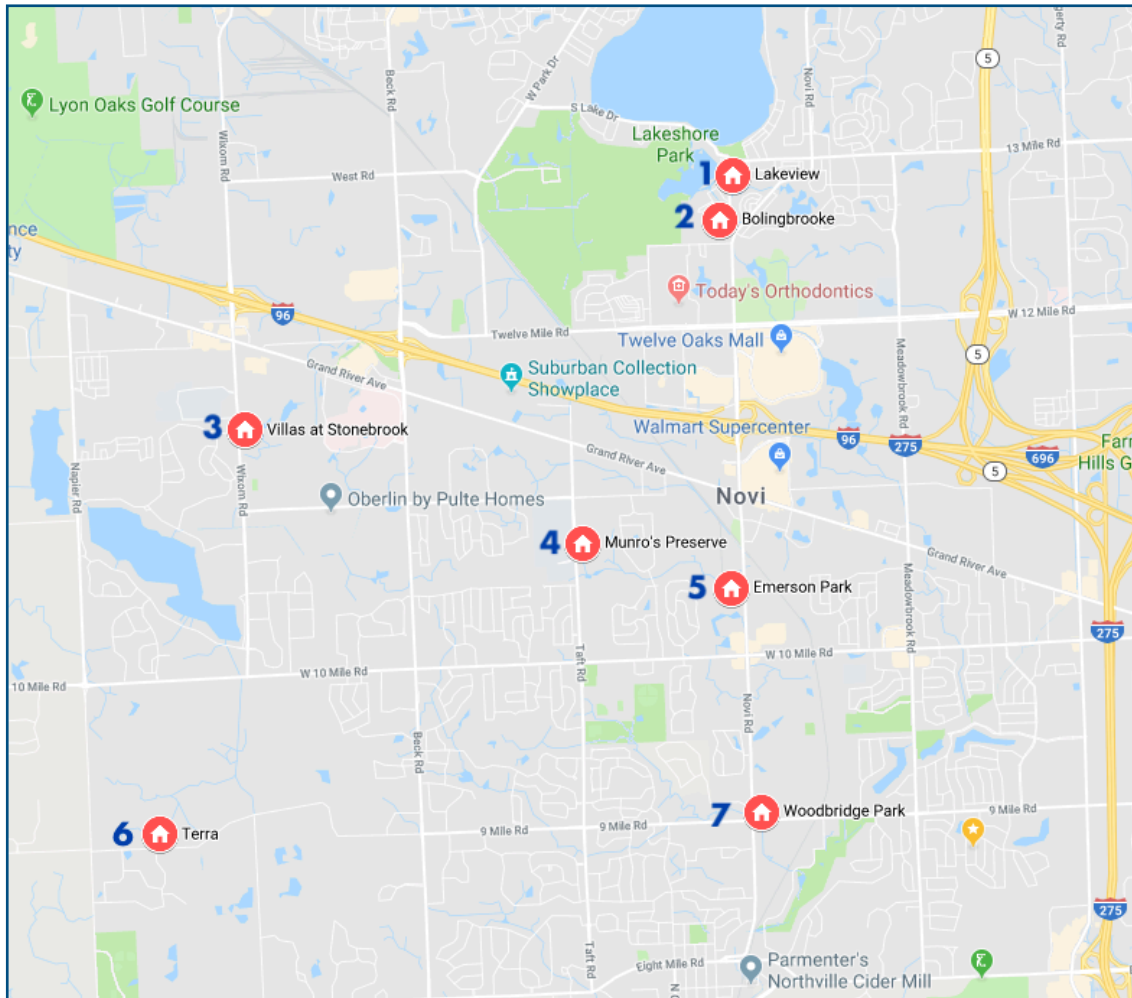 5
Novi Rd
W Park Dr
Beck Rd
Lyon Oaks Golf Course
S Lake Dr
Wixom Rd
Lakeshore
Park
13 Mile Rd
West Rd
1
Lakeview
2
Bolingbrooke
Today's Orthodontics
96
W 12 Mile Rd
Twelve Mile Rd
Twelve Oaks Mall
5
Suburban Collection
Showplace
Grand River Ave
Meadowbrook Rd
3
Villas at Stonebrook
Walmart Supercenter
96
275
696
Hills G
5
Grand River Ave
Napier Rd
Wixom Rd
Oberlin by Pulte Homes
Novi
4
Munro's Preserve
Grand River Ave
5
Emerson Park
Meadowbrook Rd
275
W 10 Mile Rd
10 Mile Rd
W 10 Mile Rd
Taft Rd
Beck Rd
Novi Rd
6
Terra
9 Mile Rd
9 Mile Rd
7
Woodbridge Park
9 Mile Rd
275
Taft Rd
Eight Mile Rd
Parmenter's
Northville Cider Mill